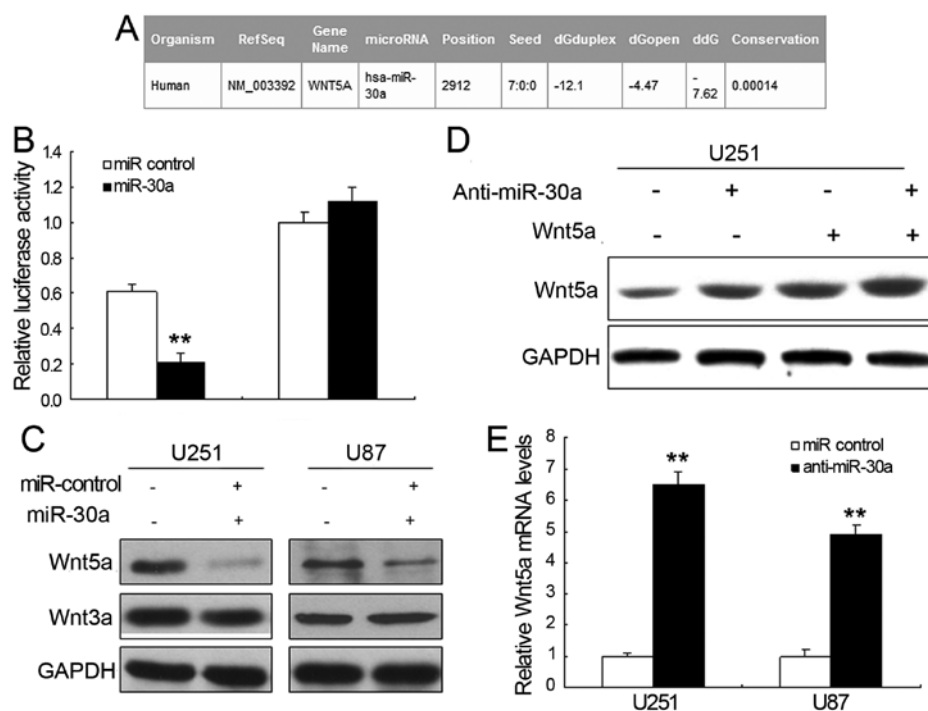 A
Organism RefSeq Gene Name microRNA Position Seed dGduplex dGopen ddG Conservation
Human NM_003392 WNT5A hsa-miR-30a 2912 7:0:0 -12.1 -4.47 -7.62 0.00014
B
miR control
miR-30a
Relative luciferase activity
1.4
1.2
1.0
0.8
0.6
0.4
0.2
0
**
C
U251 U87
miR-control - + - +
miR-30a - + - +
Wnt5a
Wnt3a
GAPDH
D
U251
Anti-miR-30a - + - +
Wnt5a - - + +
Wnt5a
GAPDH
E
miR control
anti-miR-30a
Relative Wnt5a mRNA levels
8
7
6
5
4
3
2
1
0
**
**
U251 U87